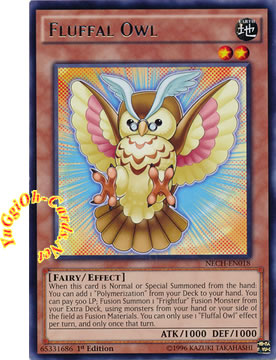 FLUFFAL OWL
EARTH
地
YuGgiOh-Cards.Net
NECH-EN018
[FAIRY/EFFECT]
When this card is Normal or Special Summoned from the hand: You can add 1 "Polymerization" from your Deck to your hand. You can pay 500 LP; Fusion Summon 1 "Frightfur" Fusion Monster from your Extra Deck, using monsters from your hand or your side of the field as Fusion Materials. You can only use 1 "Fluffal Owl" effect per turn, and only once that turn.
ATK/1000 DEF/1000
65331686 1st Edition ©1996 KAZUKI TAKAHASHI